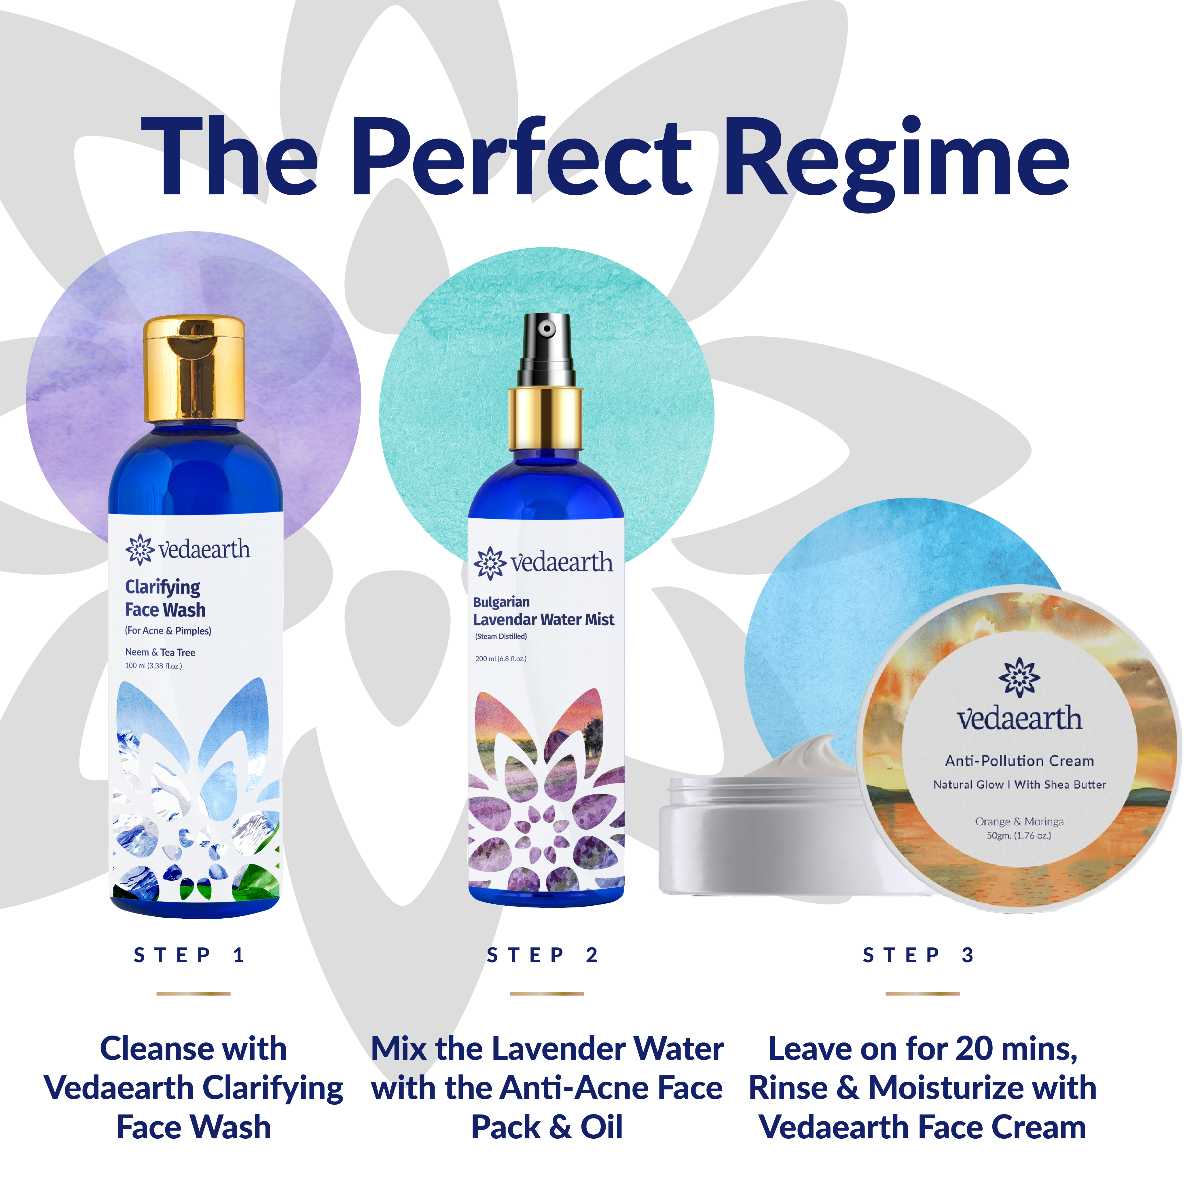 The Perfect Regime
vedaearth
Clarifying
Face Wash
(For Acne & Pimples)
Neem & Tea Tree
100 ml (3.38 fl.oz.)
vedaearth
Bulgarian
Lavendar Water Mist
(Steam Distilled)
200 ml (6.8 fl.oz.)
vedaearth
Anti-Pollution Cream
Natural Glow | With Shea Butter
Orange & Moringa
50gm. (1.76 oz.)
STEP 1
Cleanse with
Vedaearth Clarifying
Face Wash
STEP 2
Mix the Lavender Water
with the Anti-Acne Face
Pack & Oil
STEP 3
Leave on for 20 mins,
Rinse & Moisturize with
Vedaearth Face Cream